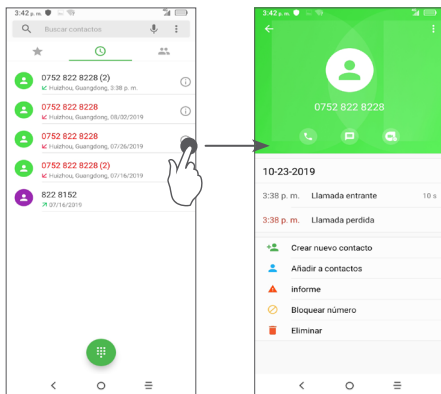 3:42 p. m.
Buscar contactos
0752 822 8228 (2)
Huizhou, Guangdong, 3:38 p. m.
0752 822 8228
Huizhou, Guangdong, 08/02/2019
0752 822 8228
Huizhou, Guangdong, 07/26/2019
0752 822 8228 (2)
Huizhou, Guangdong, 07/16/2019
822 8152
07/16/2019
3:42 p. m.
0752 822 8228
10-23-2019
3:38 p. m. Llamada entrante 10 s
3:38 p. m. Llamada perdida
Crear nuevo contacto
Añadir a contactos
informe
Bloquear número
Eliminar